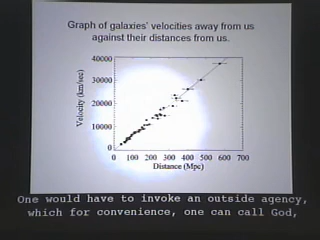 Graph of galaxies' velocities away from us
against their distances from us.
40000
30000
20000
10000
0
Velocity (km/sec)
0 50 100 200 300 400 500 600 700
Distance (Mpc)
One would have to invoke an outside agency,
which for convenience, one can call God,